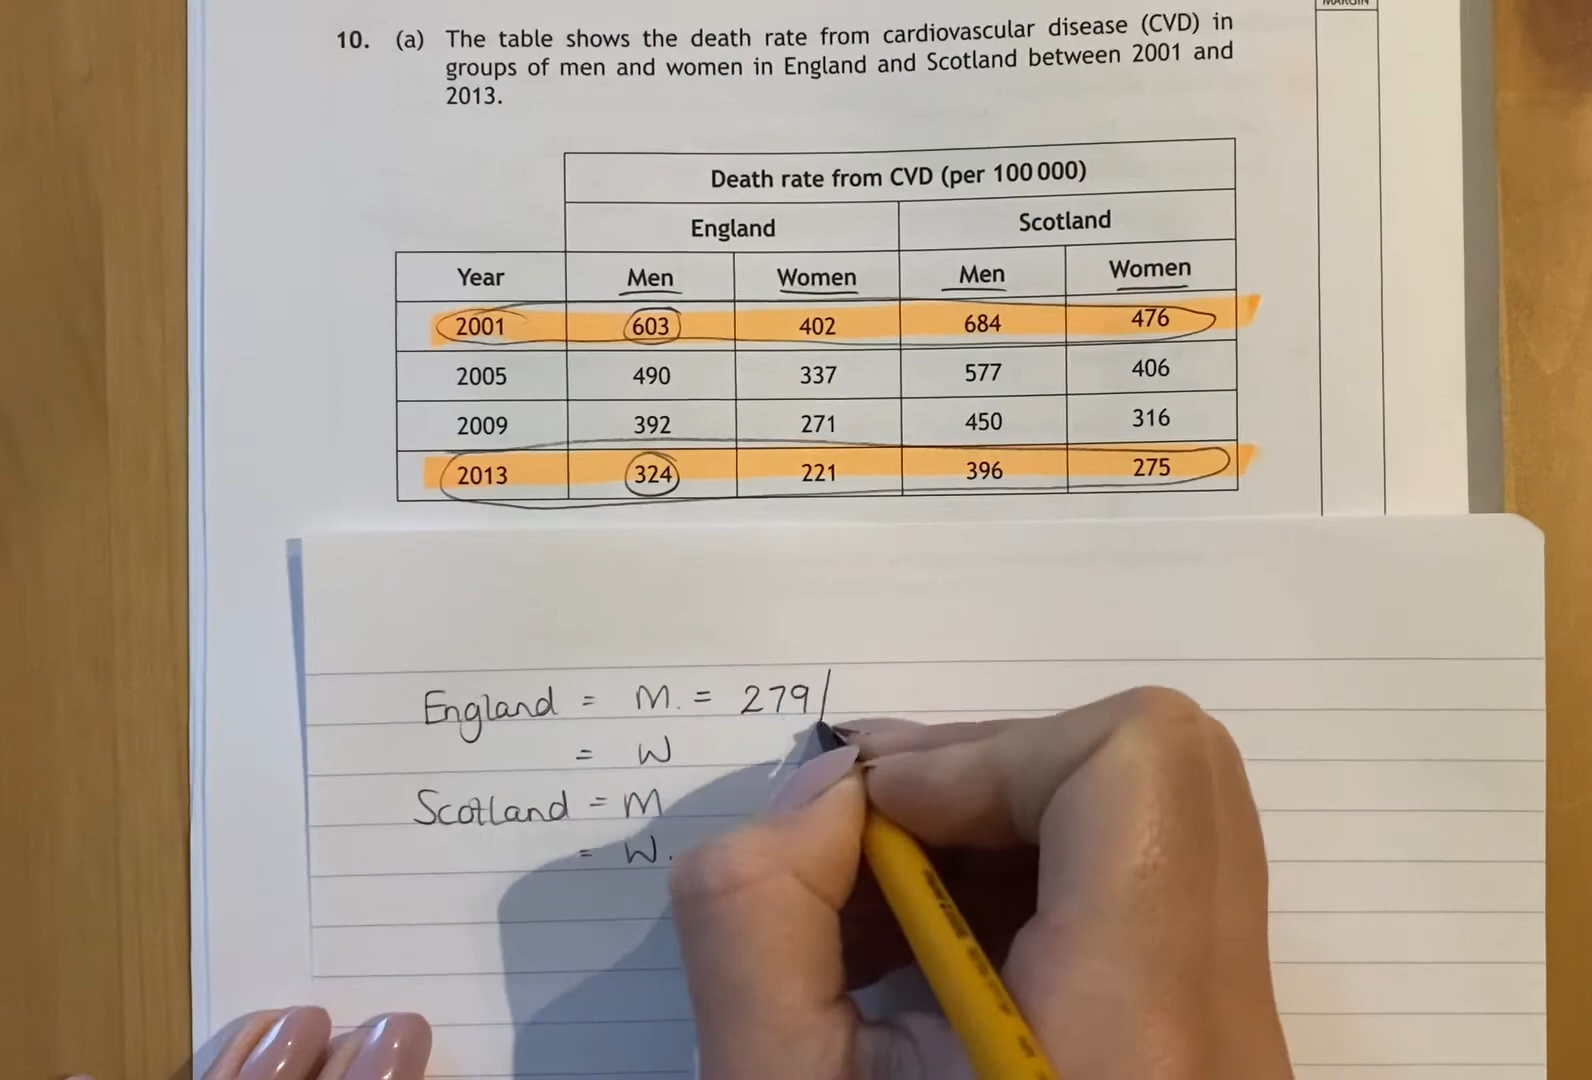 MARGIN
10. (a) The table shows the death rate from cardiovascular disease (CVD) in
groups of men and women in England and Scotland between 2001 and
2013.
Death rate from CVD (per 100 000)
England Scotland
Year Men Women Men Women
2001 603 402 684 476
2005 490 337 577 406
2009 392 271 450 316
2013 324 221 396 275
England = M. = 279/
= W
Scotland = M
= W.